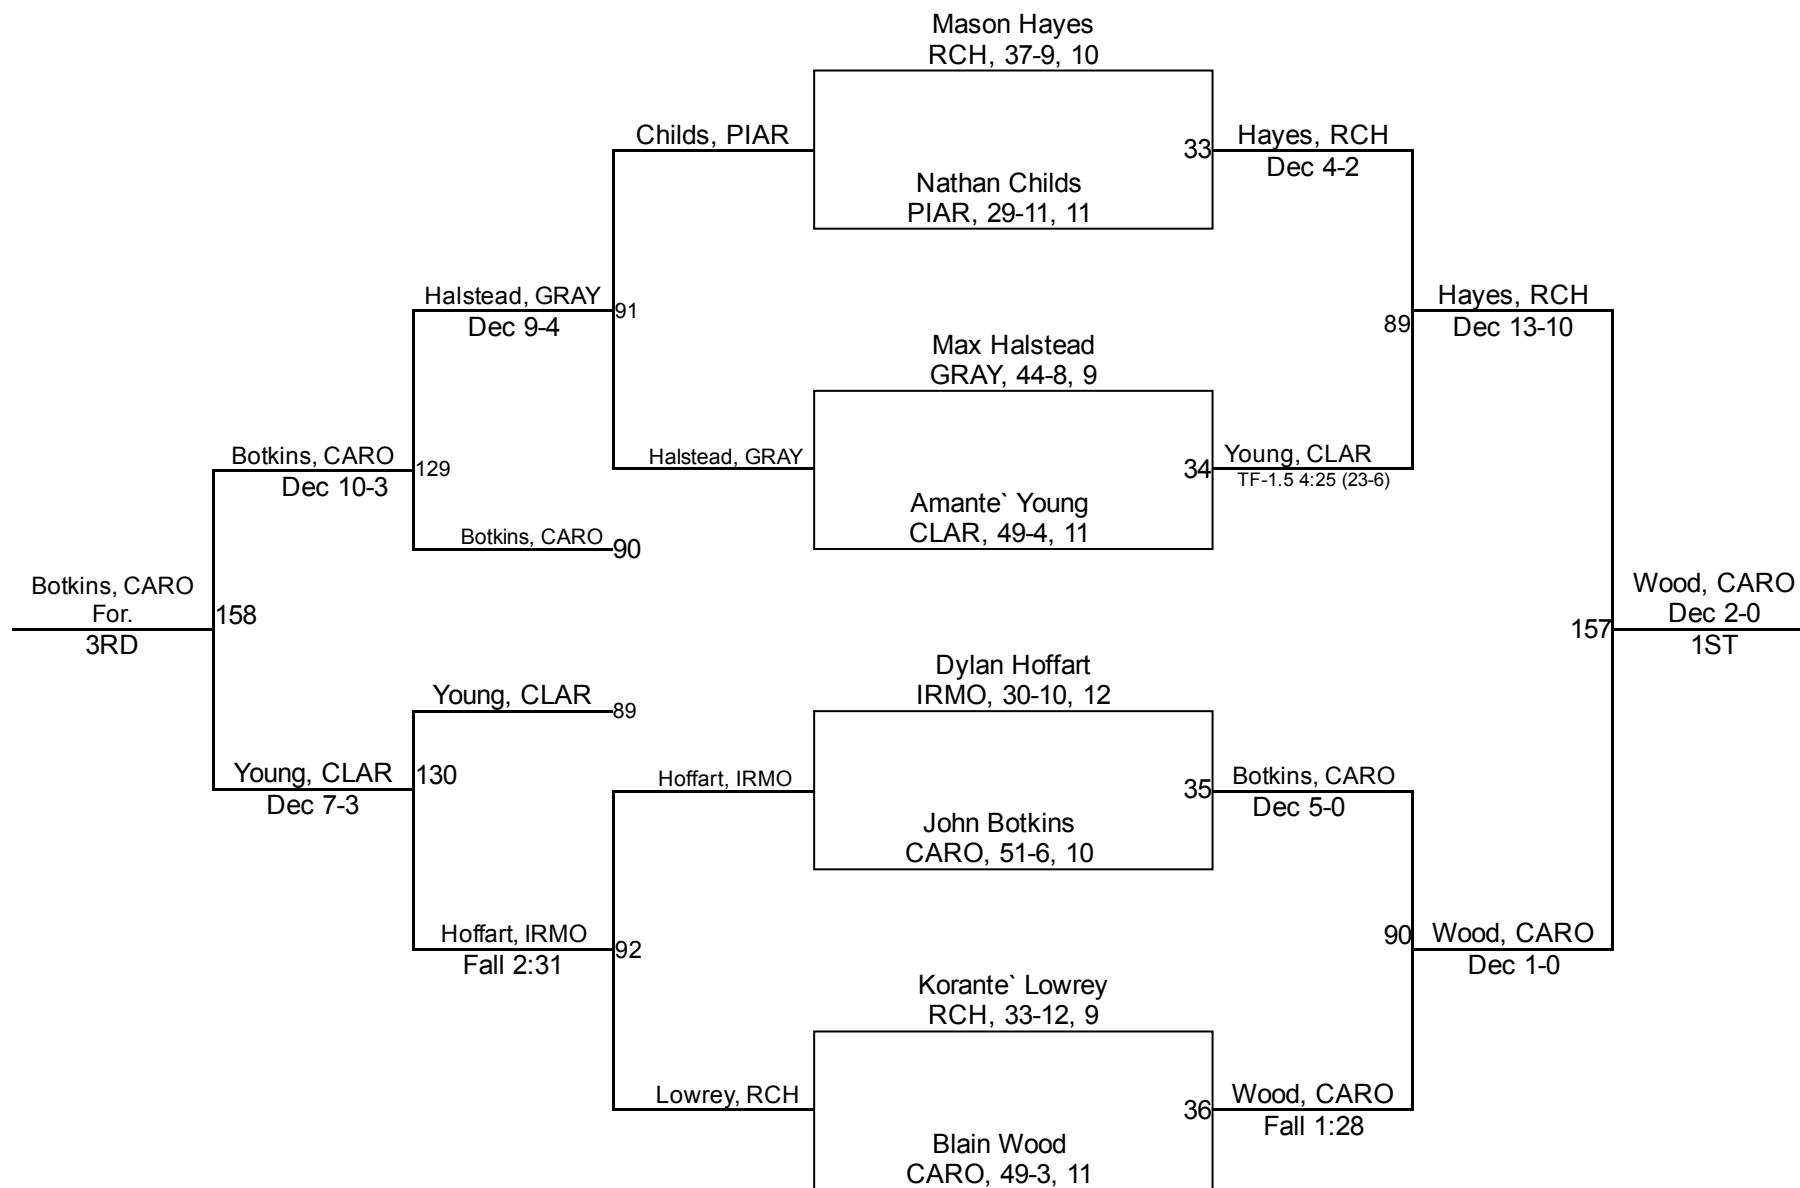 Mason Hayes
RCH, 37-9, 10
Childs, PIAR
33
Hayes, RCH
Dec 4-2
Nathan Childs
PIAR, 29-11, 11
Halstead, GRAY
Dec 9-4
91
Hayes, RCH
Dec 13-10
89
Max Halstead
GRAY, 44-8, 9
Halstead, GRAY
34
Young, CLAR
TF-1.5 4:25 (23-6)
Amante` Young
CLAR, 49-4, 11
Botkins, CARO
Dec 10-3
129
Botkins, CARO
90
Botkins, CARO
For.
3RD
158
157
Wood, CARO
Dec 2-0
1ST
Dylan Hoffart
IRMO, 30-10, 12
Young, CLAR
89
Young, CLAR
Dec 7-3
130
Hoffart, IRMO
35
Botkins, CARO
Dec 5-0
John Botkins
CARO, 51-6, 10
Hoffart, IRMO
Fall 2:31
92
90
Wood, CARO
Dec 1-0
Korante` Lowrey
RCH, 33-12, 9
Lowrey, RCH
36
Wood, CARO
Fall 1:28
Blain Wood
CARO, 49-3, 11